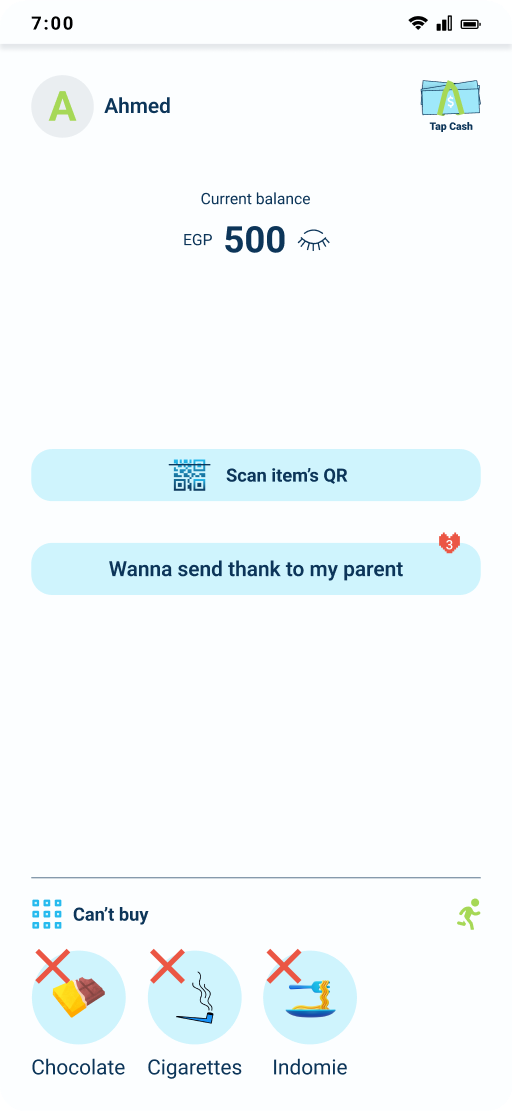 7:00
A
Ahmed
$
Tap Cash
Current balance
EGP 500
Scan item's QR
3
Wanna send thank to my parent
Can't buy
Chocolate
Cigarettes
Indomie